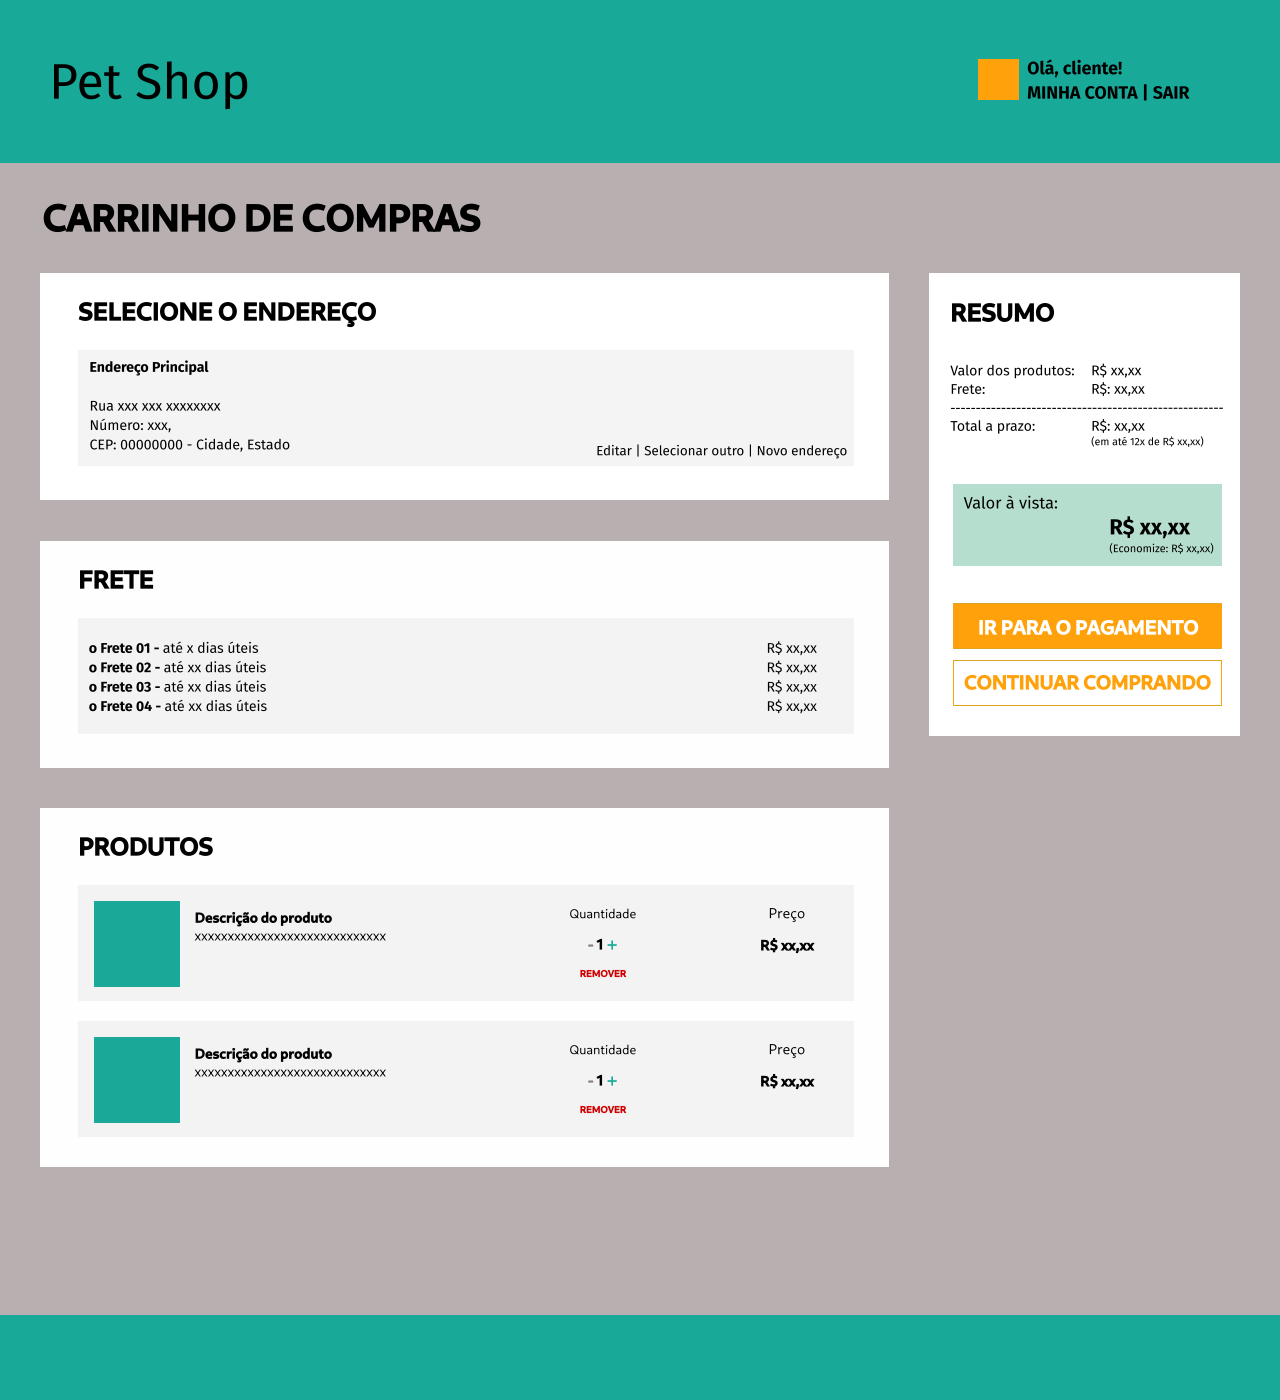 Pet Shop
Olá, cliente!
MINHA CONTA | SAIR
CARRINHO DE COMPRAS
SELECIONE O ENDEREÇO
Endereço Principal
Rua xxx xxx xxxxxxxx
Número: xxx,
CEP: 00000000 - Cidade, Estado
Editar | Selecionar outro | Novo endereço
RESUMO
Valor dos produtos: R$ xx,xx
Frete: R$: xx,xx
-------------------------------------------------------
Total a prazo: R$: xx,xx
(em até 12x de R$ xx,xx)
Valor à vista:
R$ xx,xx
(Economize: R$ xx,xx)
IR PARA O PAGAMENTO
CONTINUAR COMPRANDO
FRETE
o Frete 01 - até x dias úteis R$ xx,xx
o Frete 02 - até xx dias úteis R$ xx,xx
o Frete 03 - até xx dias úteis R$ xx,xx
o Frete 04 - até xx dias úteis R$ xx,xx
PRODUTOS
Descrição do produto
xxxxxxxxxxxxxxxxxxxxxxxxxxxxx
Quantidade
- 1 +
REMOVER
Preço
R$ xx,xx
Descrição do produto
xxxxxxxxxxxxxxxxxxxxxxxxxxxxx
Quantidade
- 1 +
REMOVER
Preço
R$ xx,xx